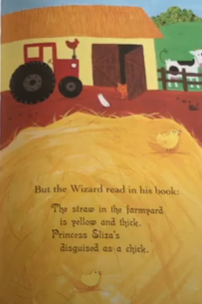 But the Wizard read in his book:
The straw in the farmyard
is yellow and thick.
Princess Eliza's
disguised as a chick.